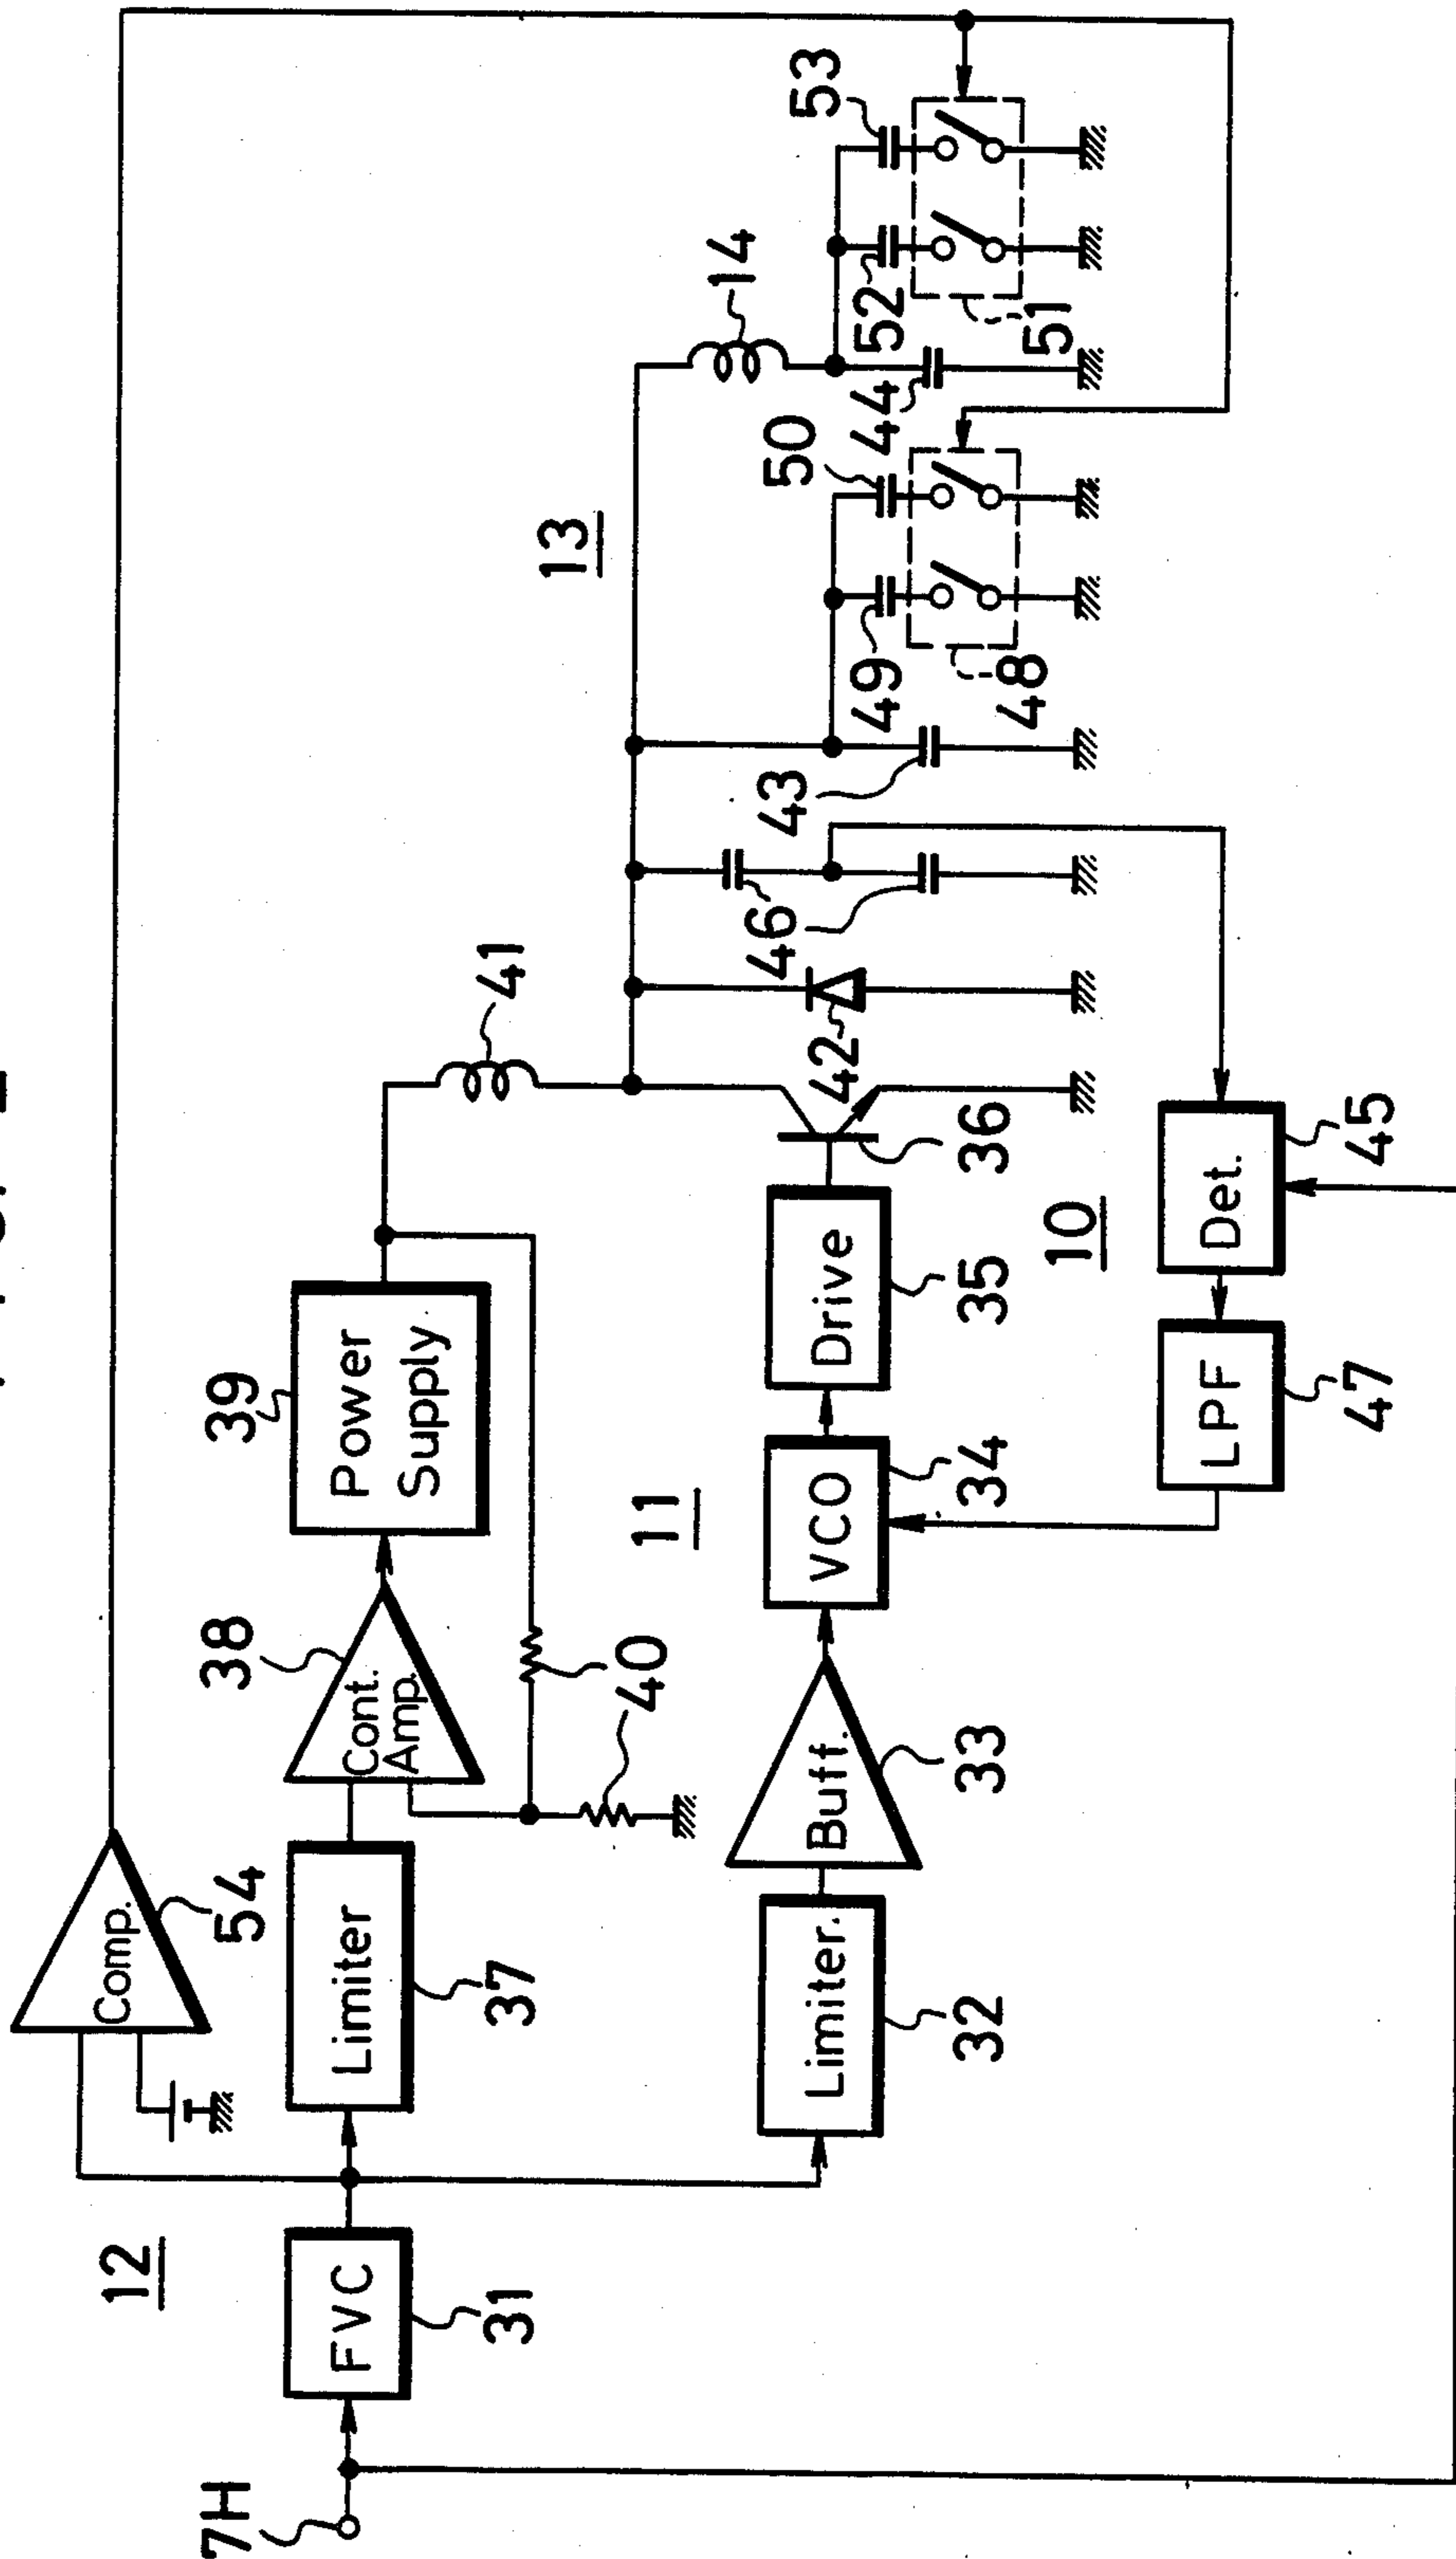 12
Comp.
54
53
7H
FVC
31
Limiter
37
Cont.
Amp.
38
40
Power
Supply
39
41
13
14
52
51
44
50
49
48
43
46
42
36
11
Limiter.
32
Buff.
33
VCO
34
Drive
35
10
LPF
47
Det.
45